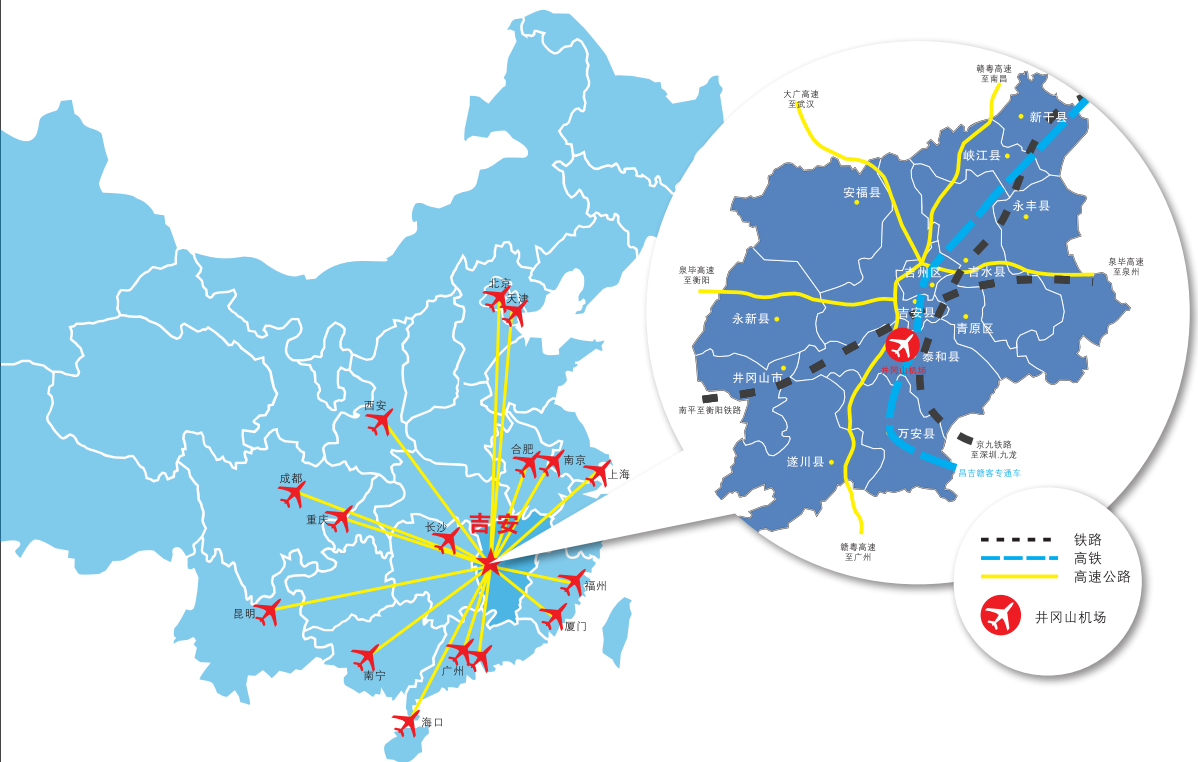 北京
天津
西安
合肥
南京
上海
成都
重庆
长沙
吉安
福州
昆明
厦门
南宁
广州
海口
赣粤高速
至南昌
大广高速
至武汉
新干县
峡江县
安福县
永丰县
泉毕高速
至衡阳
吉州区
吉水县
泉毕高速
至泉州
吉安县
永新县
青原区
泰和县
井冈山机场
井冈山市
南平至衡阳铁路
万安县
京九铁路
至深圳.九龙
昌吉赣客专通车
遂川县
赣粤高速
至广州
铁路
高铁
高速公路
井冈山机场